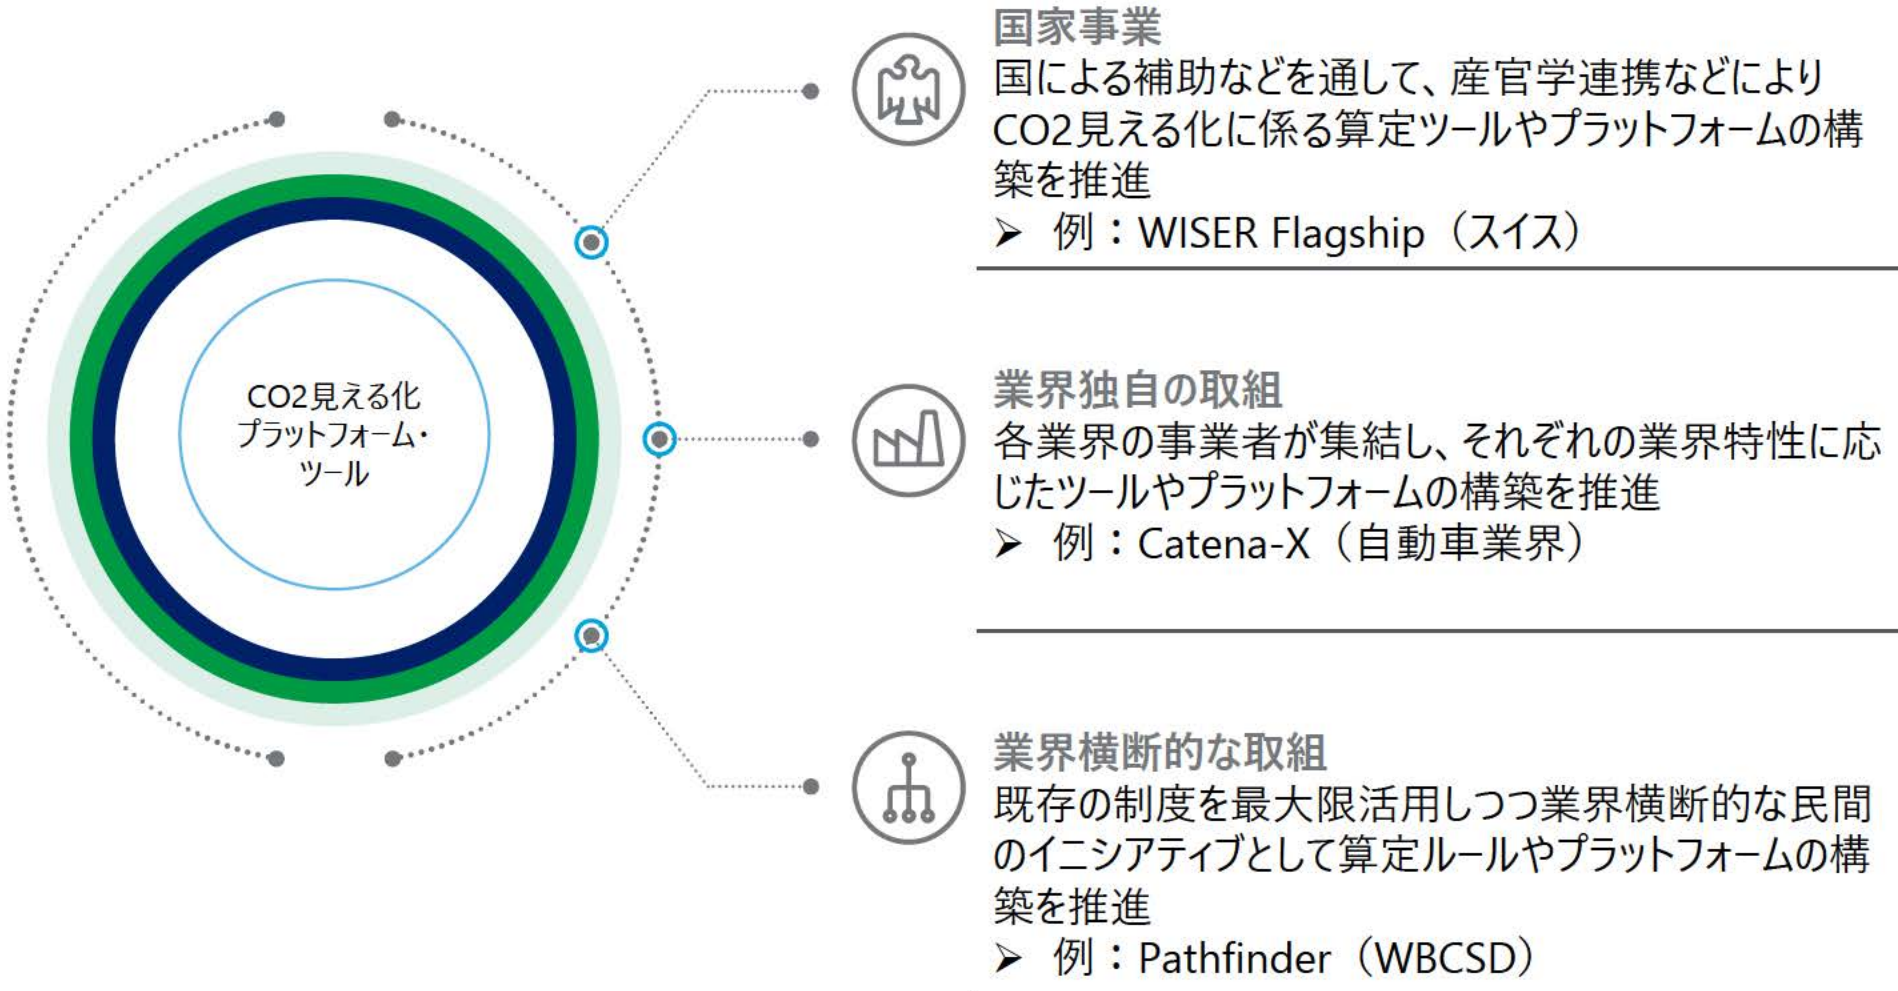 CO2見える化
プラットフォーム・
ツール
国家事業
国による補助などを通して、産官学連携などにより
CO2見える化に係る算定ツールやプラットフォームの構
築を推進
➢ 例：WISER Flagship（スイス）
業界独自の取組
各業界の事業者が集結し、それぞれの業界特性に応
じたツールやプラットフォームの構築を推進
➢ 例：Catena-X（自動車業界）
業界横断的な取組
既存の制度を最大限活用しつつ業界横断的な民間
のイニシアティブとして算定ルールやプラットフォームの構
築を推進
➢ 例：Pathfinder（WBCSD）